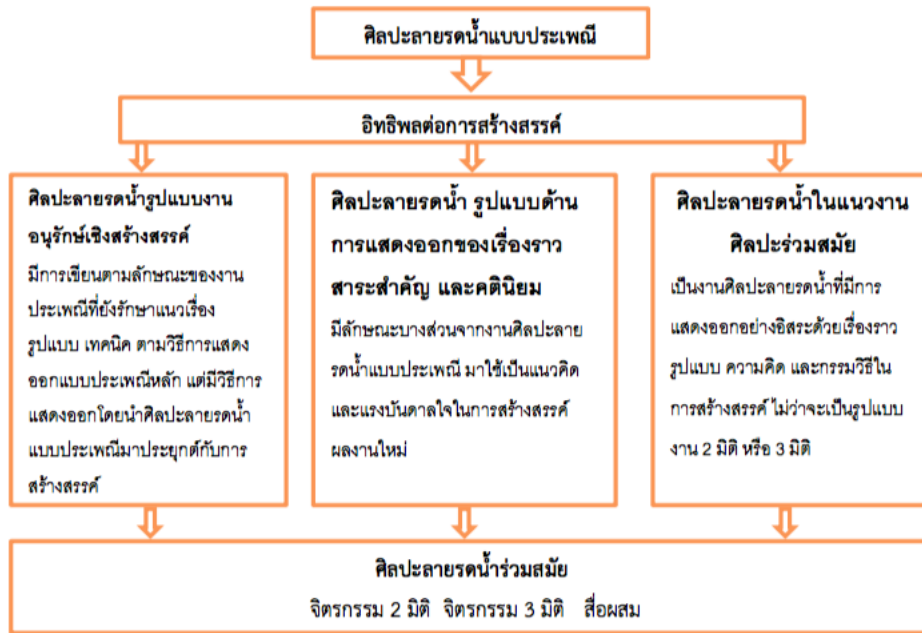 ศิลปะลายรดน้ำแบบประเพณี
อิทธิพลต่อการสร้างสรรค์
ศิลปะลายรดน้ำรูปแบบงาน
อนุรักษ์เชิงสร้างสรรค์
มีการเขียนตามลักษณะของงาน
ประเพณีที่ยังรักษาแนวเรื่อง
รูปแบบ เทคนิค ตามวิธีการแสดง
ออกแบบประเพณีหลัก แต่มีวิธีการ
แสดงออกโดยนำศิลปะลายรดน้ำ
แบบประเพณีมาประยุกต์กับการ
สร้างสรรค์
ศิลปะลายรดน้ำ รูปแบบด้าน
การแสดงออกของเรื่องราว
สาระสำคัญ และคตินิยม
มีลักษณะบางส่วนจากงานศิลปะลาย
รดน้ำแบบประเพณี มาใช้เป็นแนวคิด
และแรงบันดาลใจในการสร้างสรรค์
ผลงานใหม่
ศิลปะลายรดน้ำในแนวงาน
ศิลปะร่วมสมัย
เป็นงานศิลปะลายรดน้ำที่มีการ
แสดงออกอย่างอิสระด้วยเรื่องราว
รูปแบบ ความคิด และกรรมวิธีใน
การสร้างสรรค์ ไม่ว่าจะเป็นรูปแบบ
งาน 2 มิติ หรือ 3 มิติ
ศิลปะลายรดน้ำร่วมสมัย
จิตรกรรม 2 มิติ จิตรกรรม 3 มิติ สื่อผสม